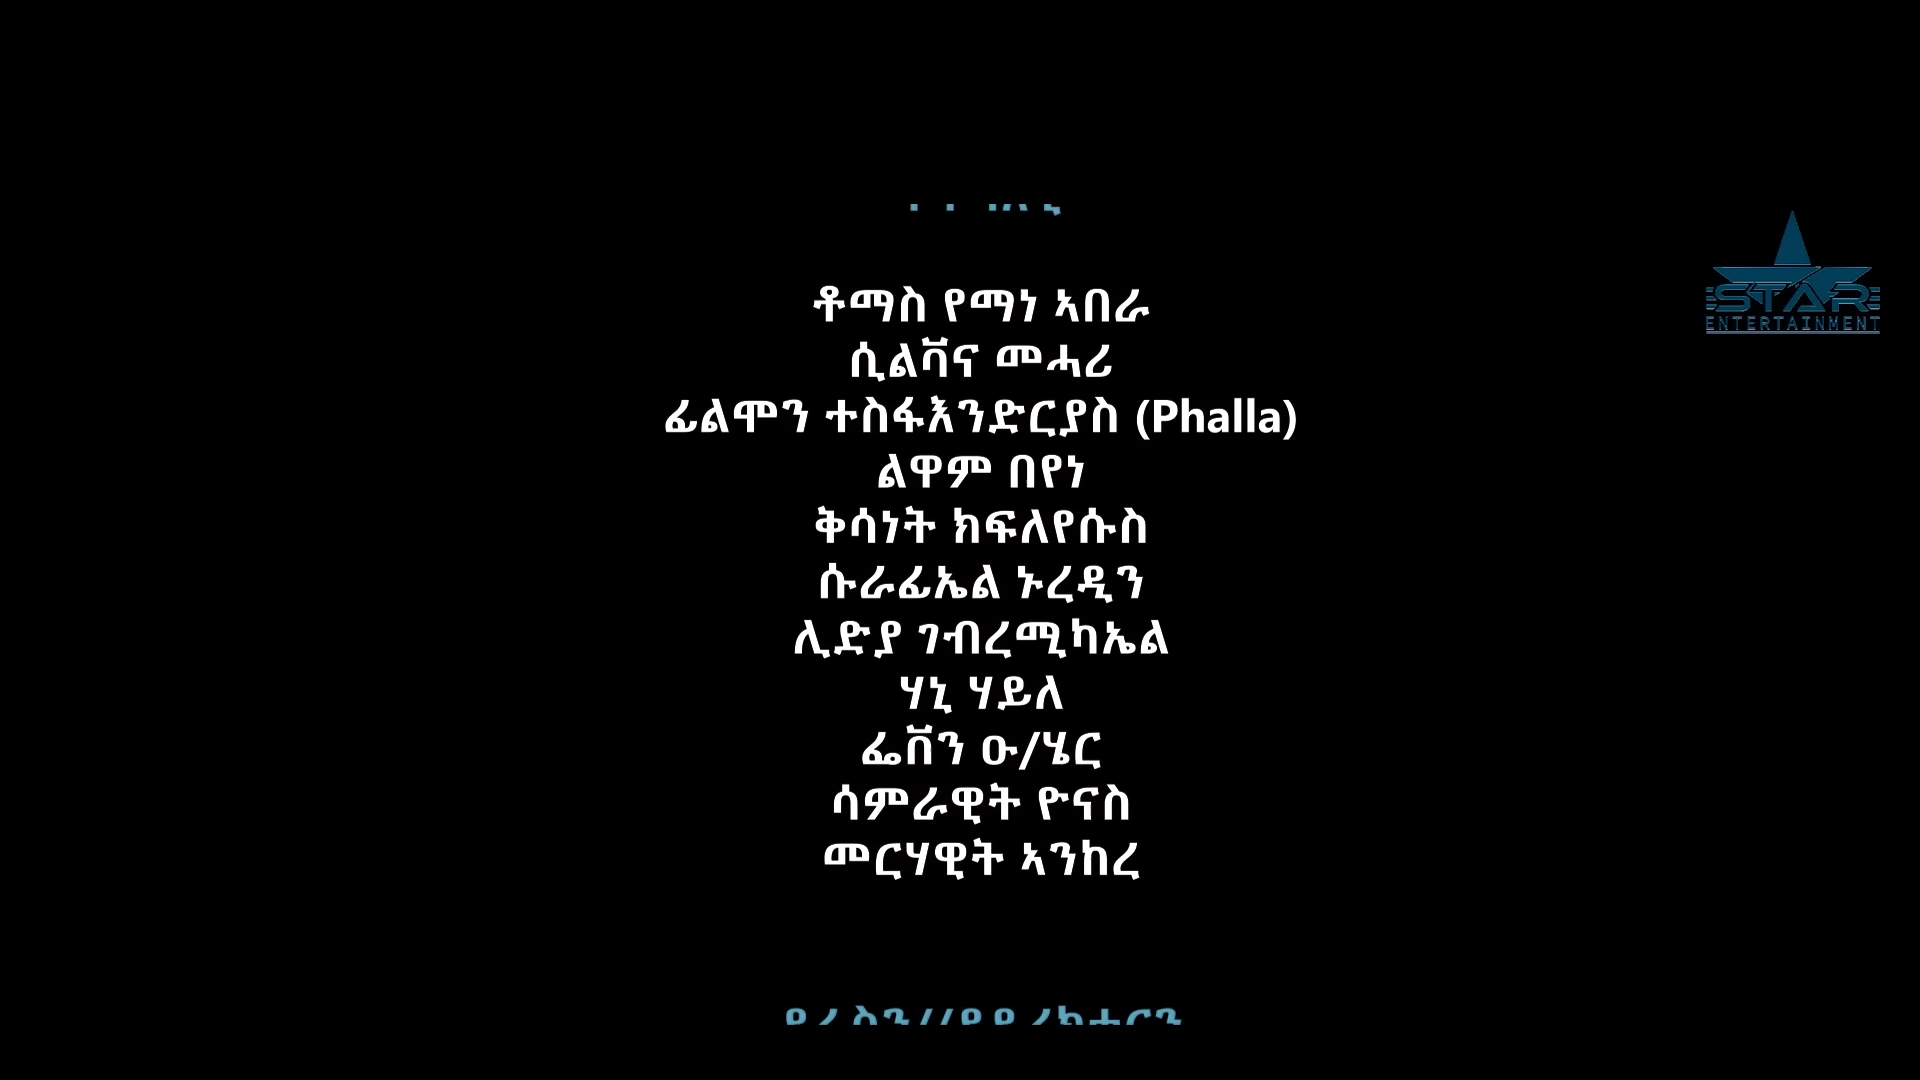 ቶማስ የማነ ኣበራ
ሲልቫና መሓሪ
ፊልሞን ተስፋእንድርያስ (Phalla)
ልዋም በየነ
ቅሳነት ክፍለየሱስ
ሱራፊኤል ኑረዲን
ሊድያ ገብረሚካኤል
ሃኒ ሃይለ
ፌቨን ዑ/ሄር
ሳምራዊት ዮናስ
መርሃዊት ኣንከረ
STAR
ENTERTAINMENT